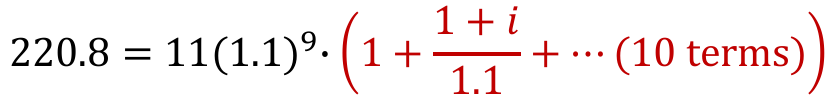 220.8 = 11(1.1)⁹· (1 + (1 + i)/1.1 + ⋯ (10 terms))